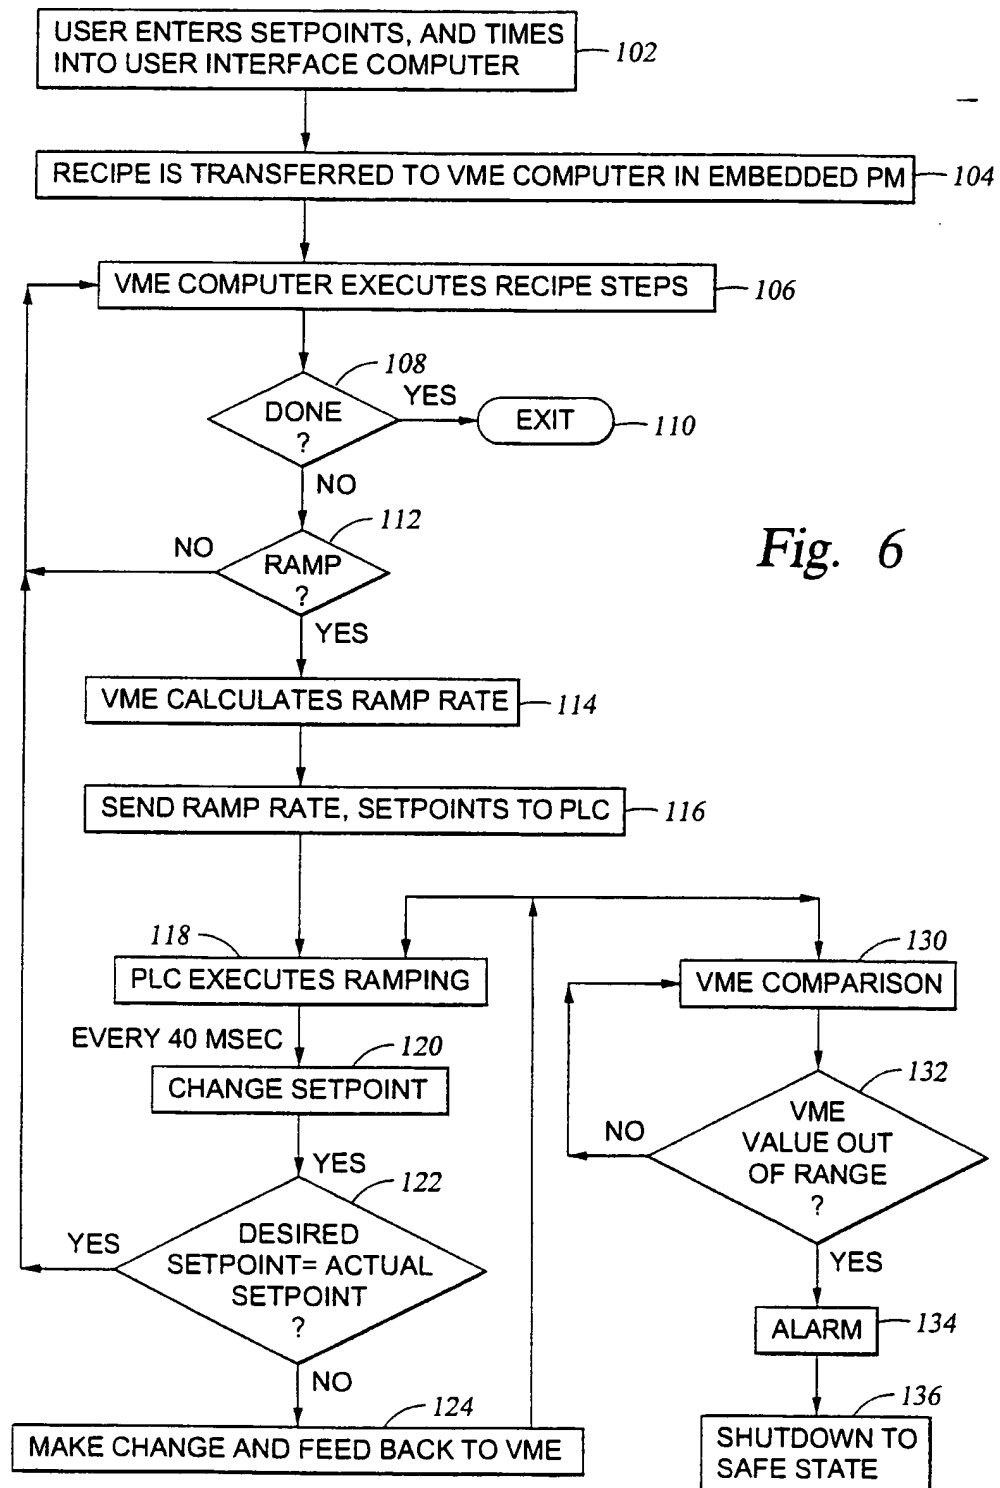 USER ENTERS SETPOINTS, AND TIMES
INTO USER INTERFACE COMPUTER
102
RECIPE IS TRANSFERRED TO VME COMPUTER IN EMBEDDED PM
104
VME COMPUTER EXECUTES RECIPE STEPS
106
108
DONE
?
YES
EXIT
110
NO
112
NO
RAMP
?
Fig. 6
YES
VME CALCULATES RAMP RATE
114
SEND RAMP RATE, SETPOINTS TO PLC
116
118
PLC EXECUTES RAMPING
EVERY 40 MSEC
120
CHANGE SETPOINT
YES
122
YES
DESIRED
SETPOINT= ACTUAL
SETPOINT
?
NO
124
MAKE CHANGE AND FEED BACK TO VME
130
VME COMPARISON
132
NO
VME
VALUE OUT
OF RANGE
?
YES
ALARM
134
136
SHUTDOWN TO
SAFE STATE